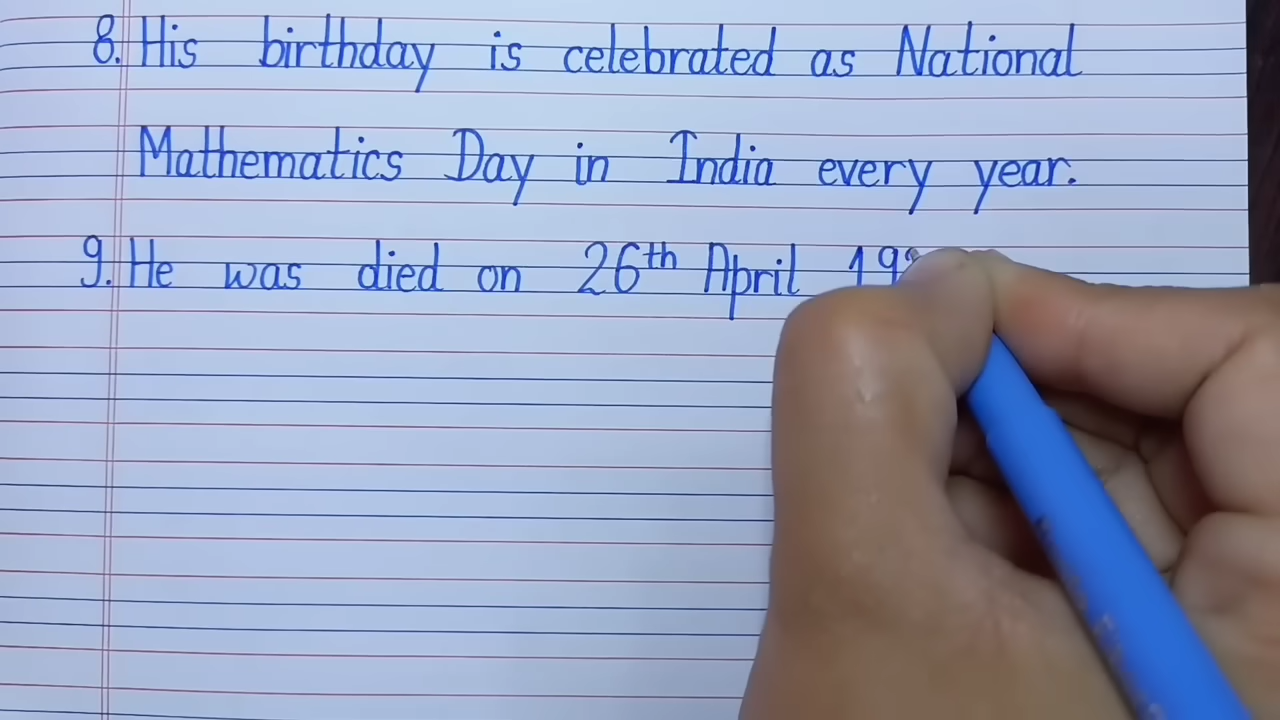 8. His birthday is celebrated as National
Mathematics Day in India every year.
9. He was died on 26th April